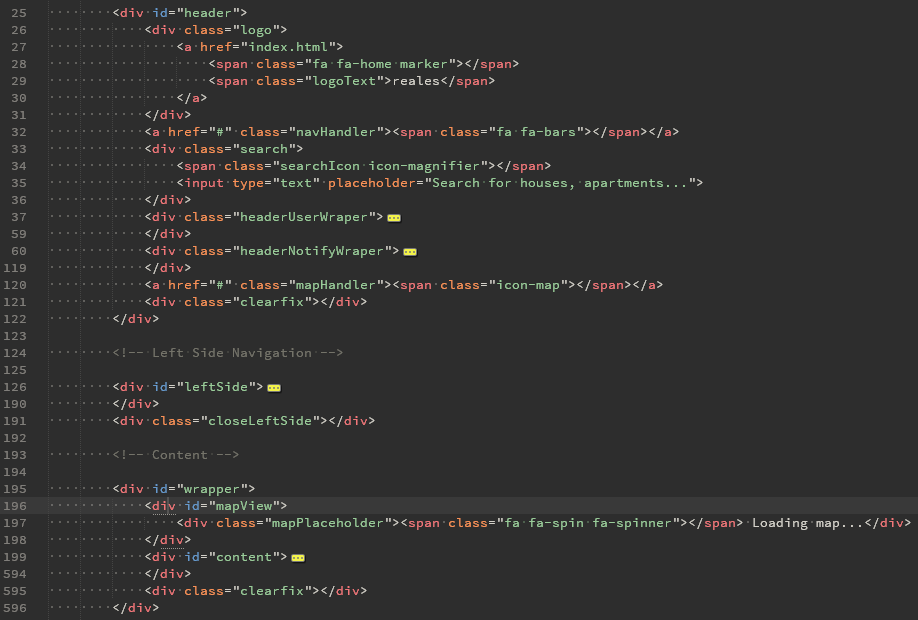 25 <div id="header">
26 <div class="logo">
27 <a href="index.html">
28 <span class="fa fa-home marker"></span>
29 <span class="logoText">reales</span>
30 </a>
31 </div>
32 <a href="#" class="navHandler"><span class="fa fa-bars"></span></a>
33 <div class="search">
34 <span class="searchIcon icon-magnifier"></span>
35 <input type="text" placeholder="Search for houses, apartments...">
36 </div>
37 <div class="headerUserWraper">
59 </div>
60 <div class="headerNotifyWraper">
119 </div>
120 <a href="#" class="mapHandler"><span class="icon-map"></span></a>
121 <div class="clearfix"></div>
122 </div>
123
124 <!-- Left Side Navigation -->
125
126 <div id="leftSide">
190 </div>
191 <div class="closeLeftSide"></div>
192
193 <!-- Content -->
194
195 <div id="wrapper">
196 <div id="mapView">
197 <div class="mapPlaceholder"><span class="fa fa-spin fa-spinner"></span> Loading map...</div>
198 </div>
199 <div id="content">
594 </div>
595 <div class="clearfix"></div>
596 </div>